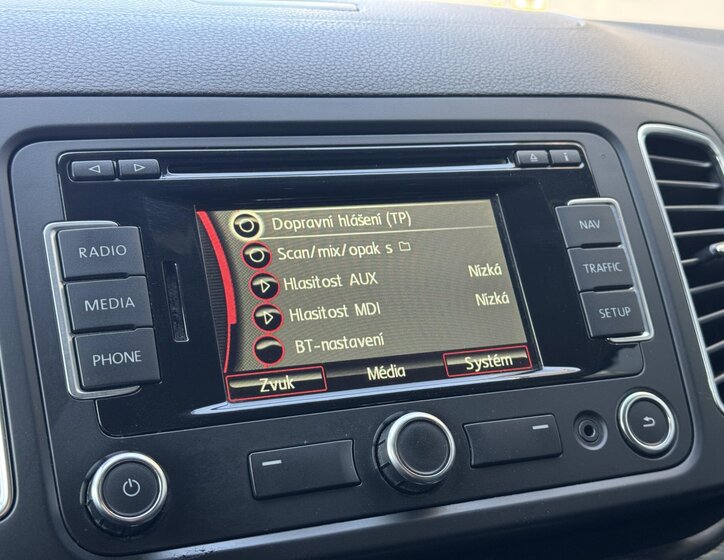 RADIO
MEDIA
PHONE
Dopravní hlášení (TP)
Scan/mix/opak s
Hlasitost AUX Nízká
Hlasitost MDI Nízká
BT-nastavení
Zvuk Média Systém
NAV
TRAFFIC
SETUP